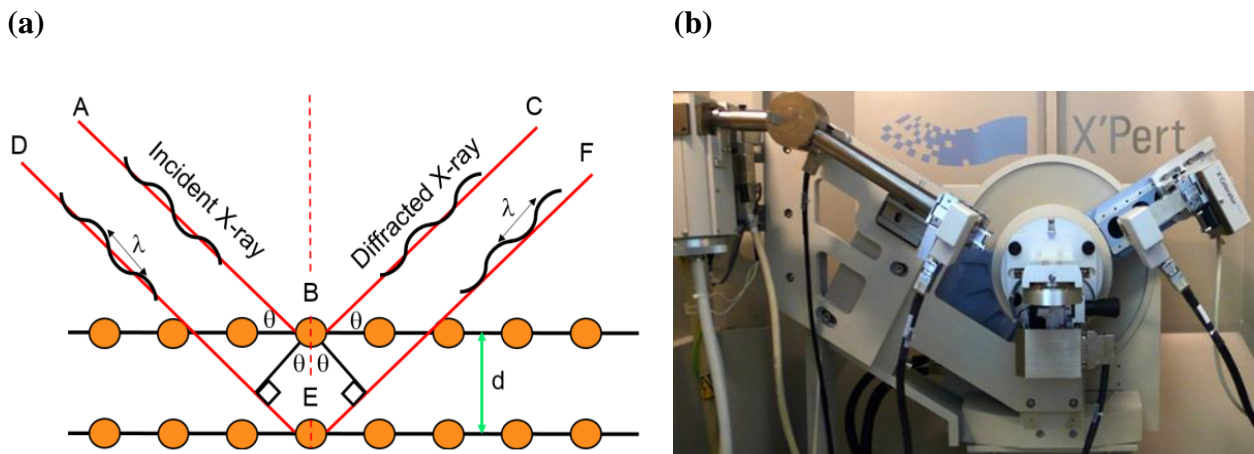 (a)
(b)
A
C
D
F
Incident X-ray
Diffracted X-ray
λ
λ
B
θ
θ
θ θ
E
d
X'Pert